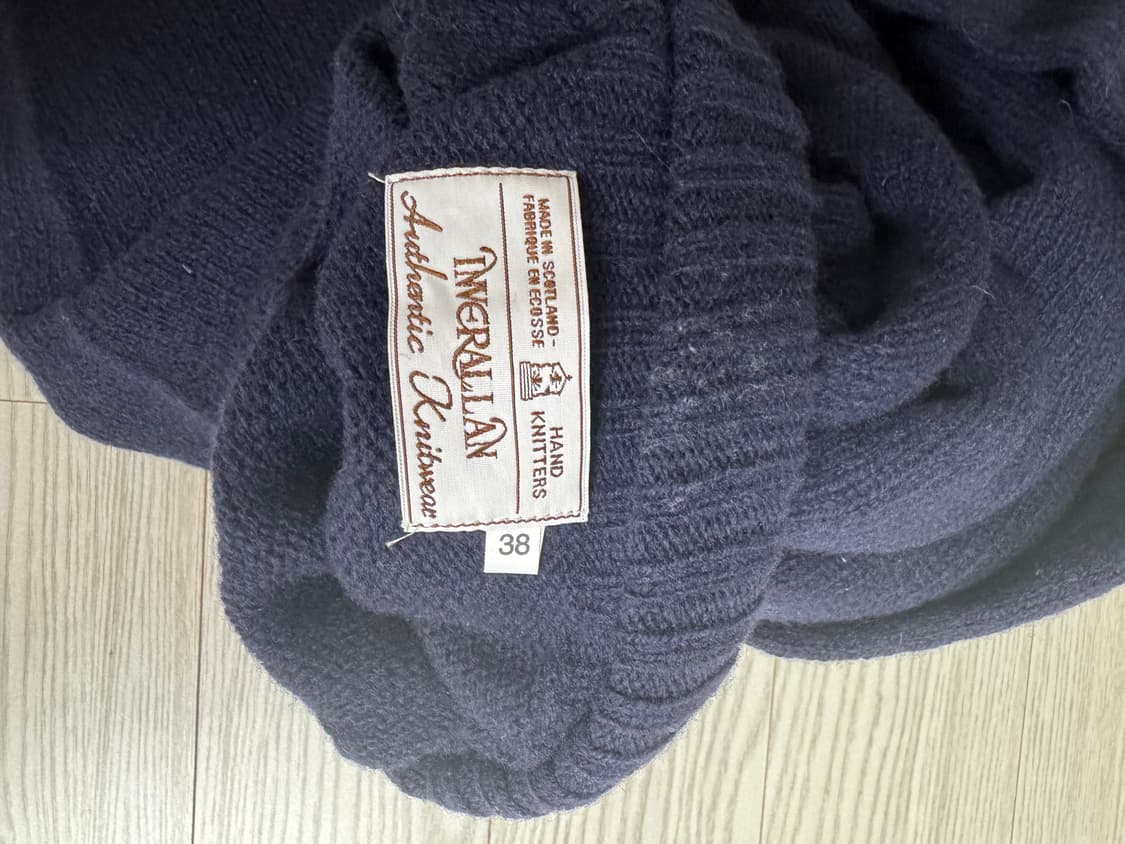 MADE IN SCOTLAND-
FABRIQUE EN ECOSSE
HAND
KNITTERS
INVERALLAN
Authentic Knitwear
38